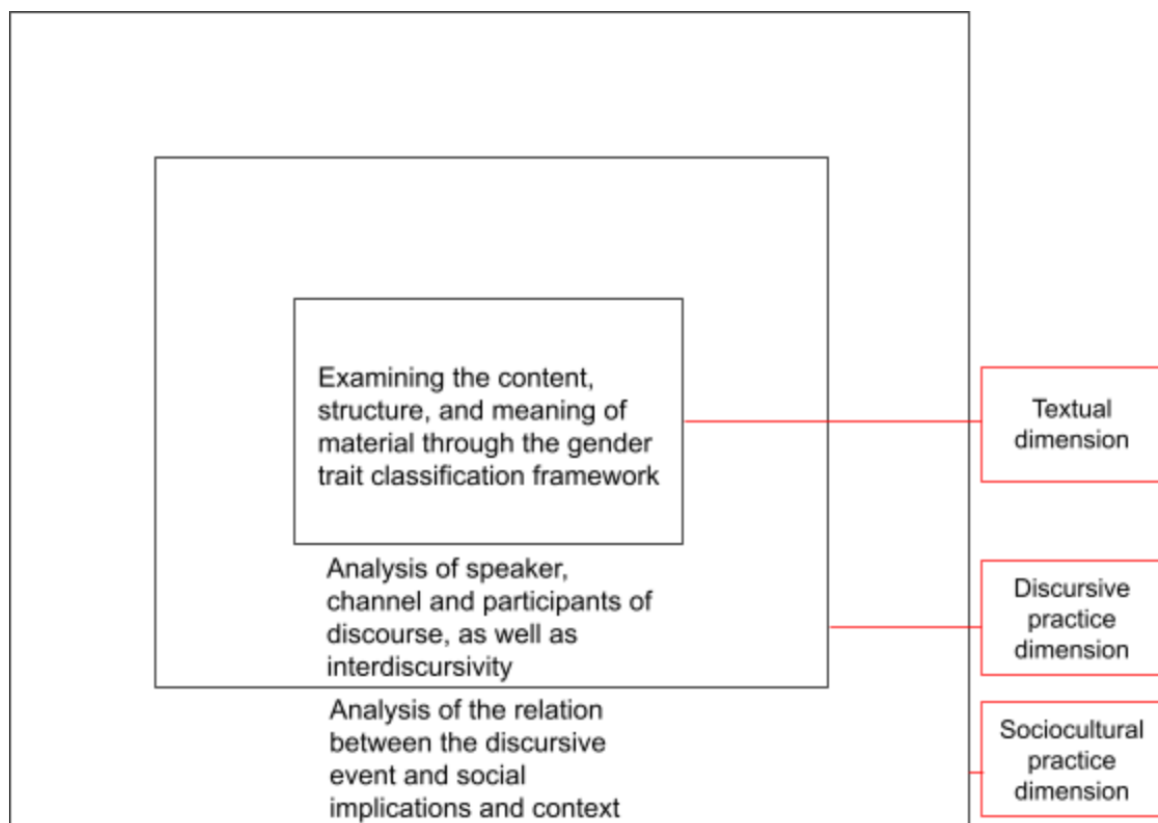 Examining the content,
structure, and meaning of
material through the gender
trait classification framework
Textual
dimension
Analysis of speaker,
channel and participants of
discourse, as well as
interdiscursivity
Discursive
practice
dimension
Analysis of the relation
between the discursive
event and social
implications and context
Sociocultural
practice
dimension